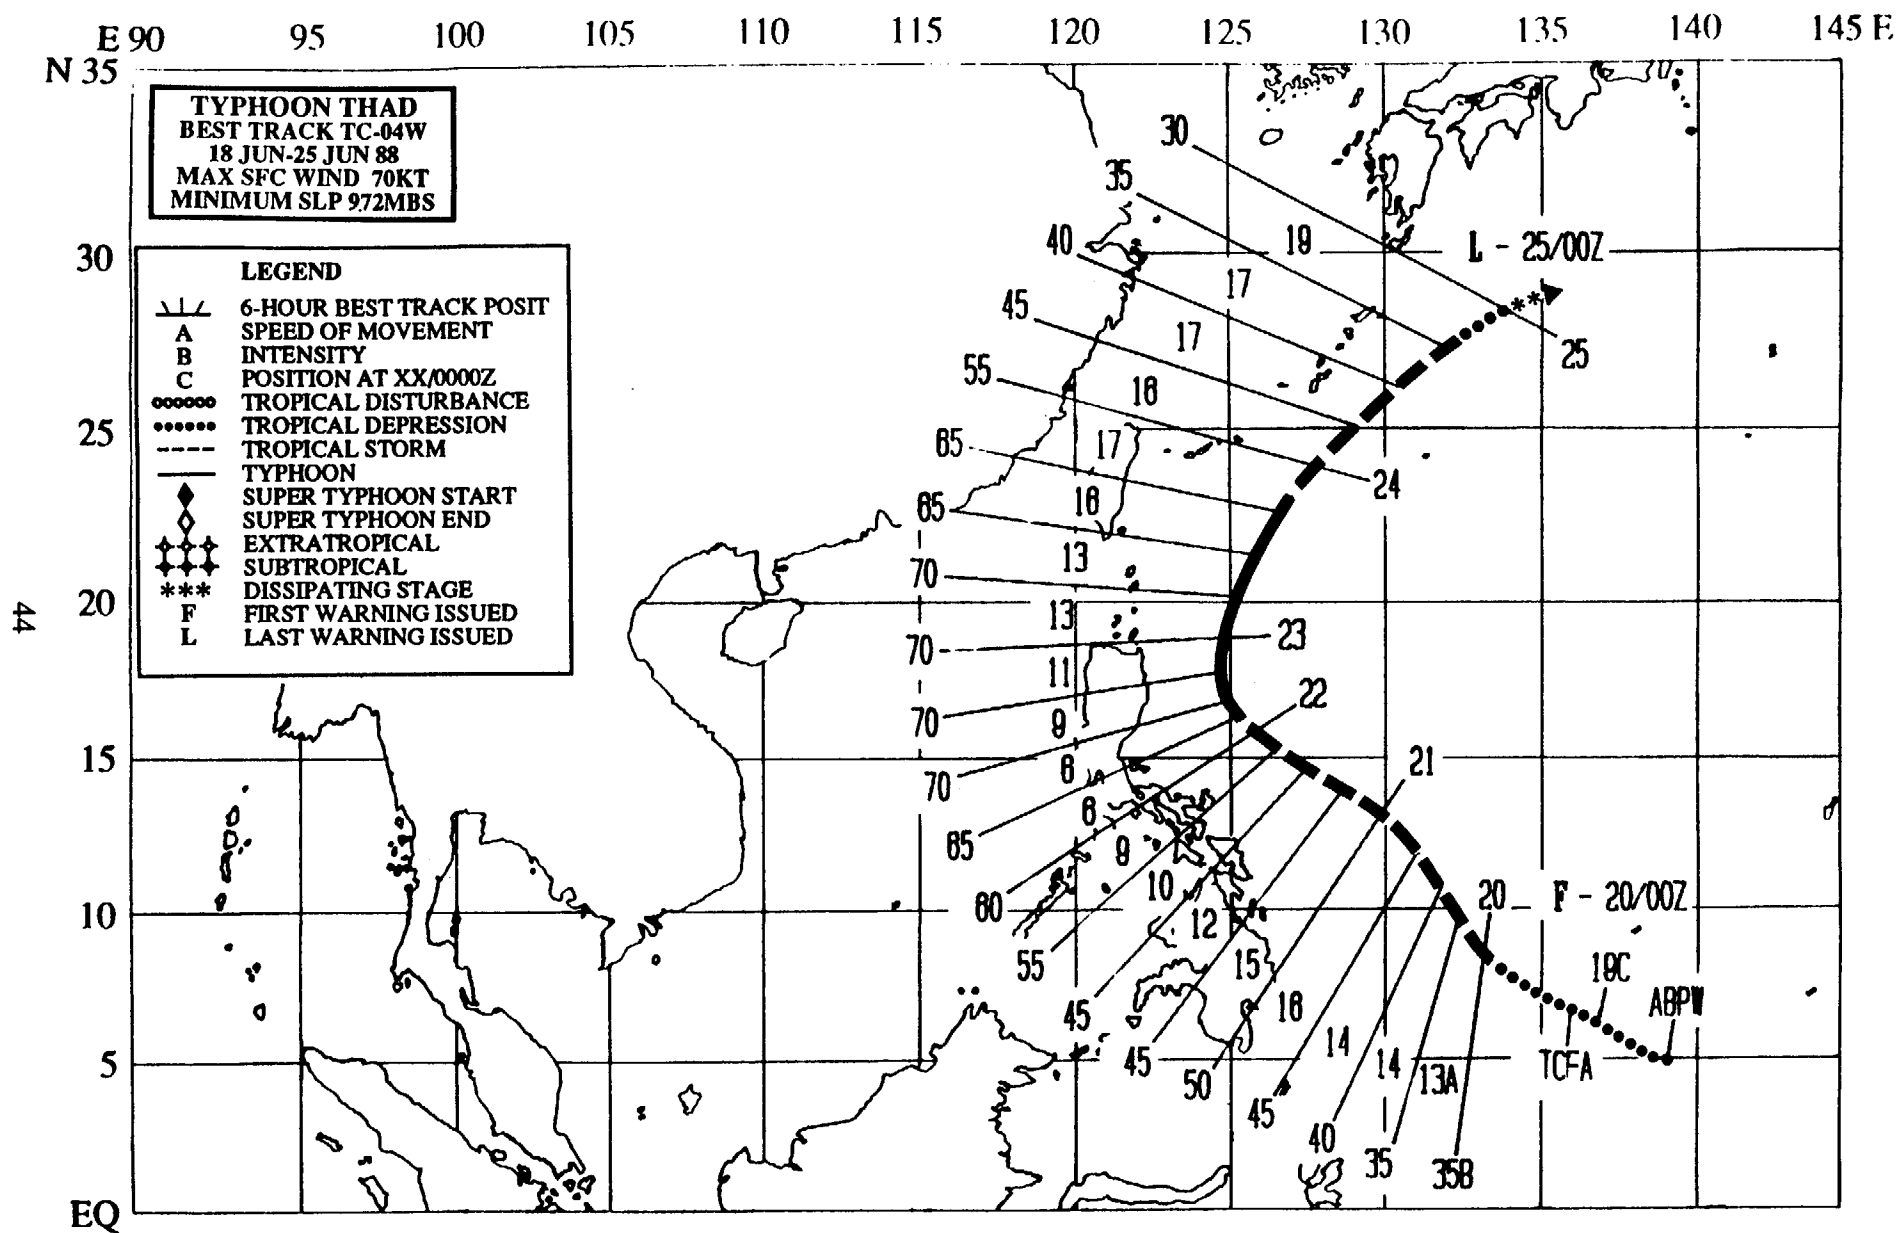 E 90 95 100 105 110 115 120 125 130 135 140 145 E
N 35
TYPHOON THAD
BEST TRACK TC-04W
18 JUN-25 JUN 88
MAX SFC WIND 70KT
MINIMUM SLP 972MBS
LEGEND
6-HOUR BEST TRACK POSIT
A SPEED OF MOVEMENT
B INTENSITY
C POSITION AT XX/0000Z
TROPICAL DISTURBANCE
TROPICAL DEPRESSION
TROPICAL STORM
TYPHOON
SUPER TYPHOON START
SUPER TYPHOON END
EXTRATROPICAL
SUBTROPICAL
*** DISSIPATING STAGE
F FIRST WARNING ISSUED
L LAST WARNING ISSUED
30
25
20
15
10
5
EQ
44
30
35
40
45
55
65
65
70
70
70
70
65
60
55
45
45
50
45
40
35
35B
19
17
17
16
17
16
13
13
11
9
6
6
9
10
12
15
16
14
14
13A
L - 25/00Z
25
24
23
22
21
20
F - 20/00Z
19C
ABPW
TCFA